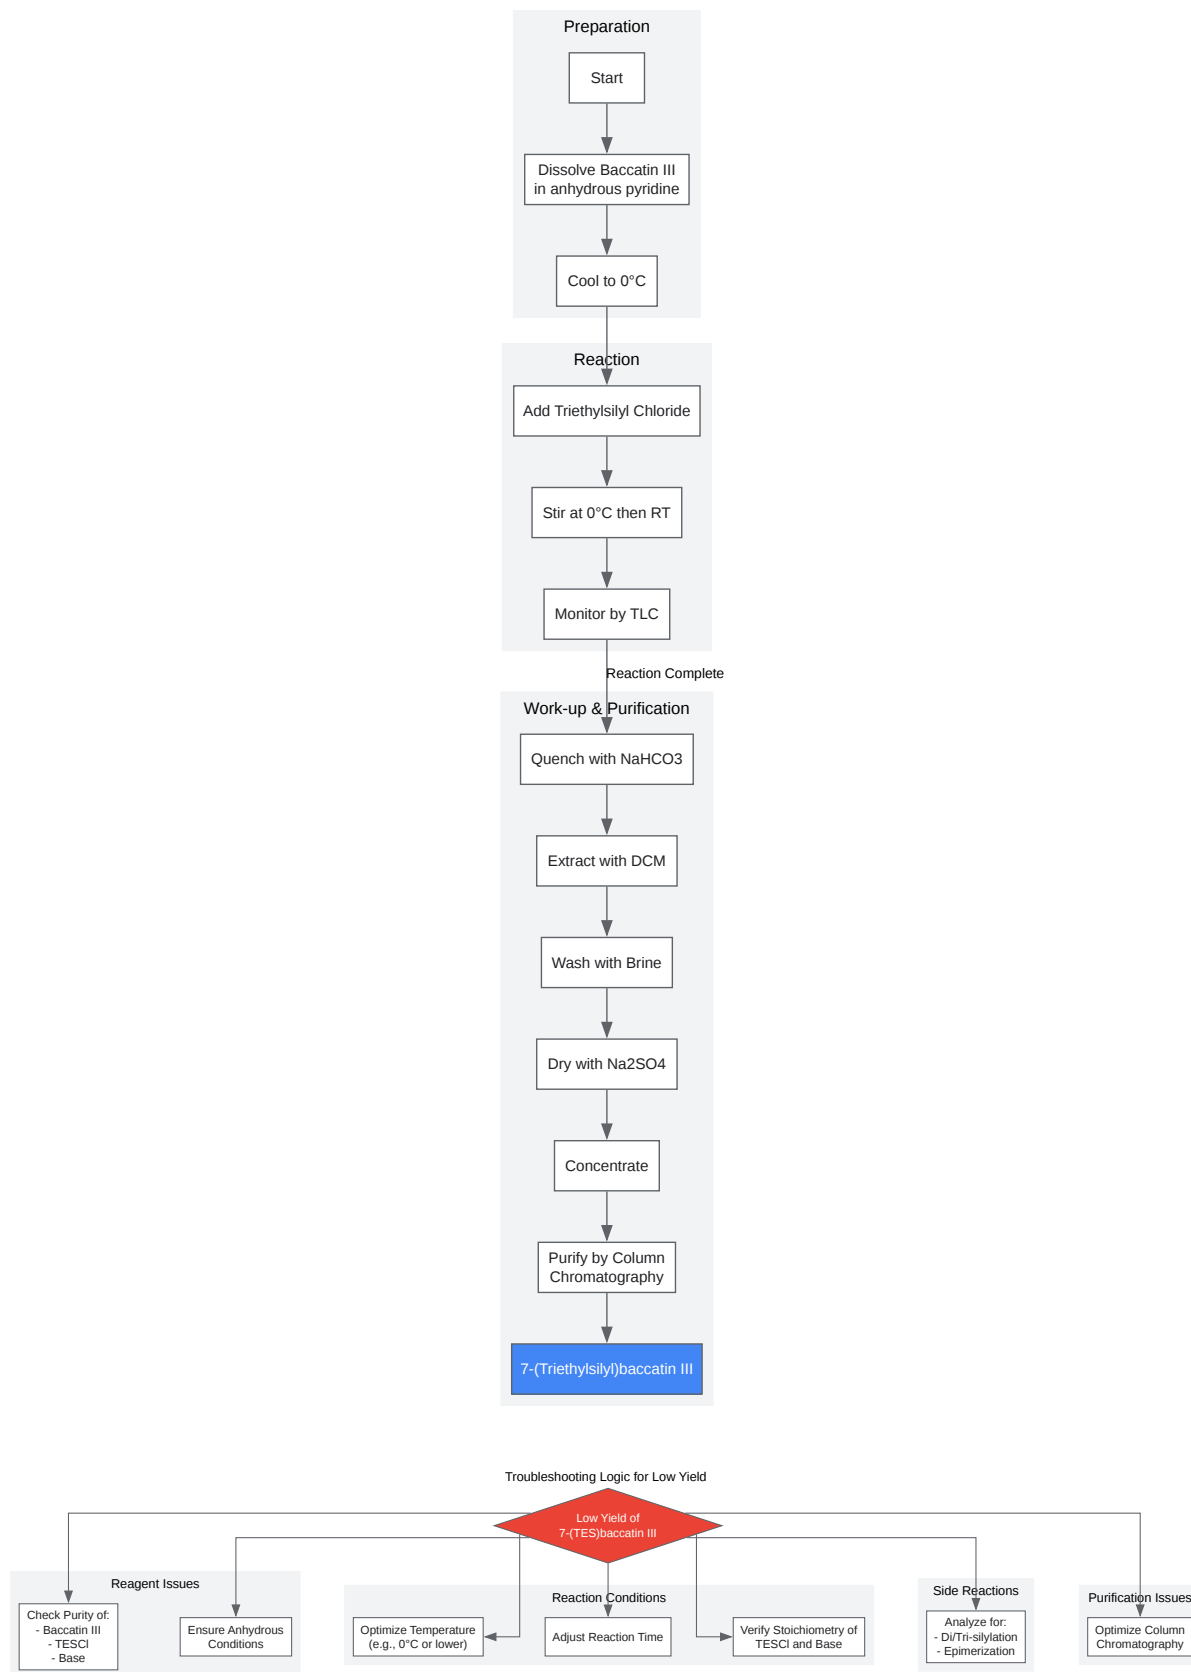 Preparation
Start
Dissolve Baccatin III
in anhydrous pyridine
Cool to 0°C
Reaction
Add Triethylsilyl Chloride
Stir at 0°C then RT
Monitor by TLC
Reaction Complete
Work-up & Purification
Quench with NaHCO3
Extract with DCM
Wash with Brine
Dry with Na2SO4
Concentrate
Purify by Column
Chromatography
7-(Triethylsilyl)baccatin III
Troubleshooting Logic for Low Yield
Low Yield of
7-(TES)baccatin III
Reagent Issues
Check Purity of:
- Baccatin III
- TESCl
- Base
Ensure Anhydrous
Conditions
Reaction Conditions
Optimize Temperature
(e.g., 0°C or lower)
Adjust Reaction Time
Verify Stoichiometry of
TESCl and Base
Side Reactions
Analyze for:
- Di/Tri-silylation
- Epimerization
Purification Issues
Optimize Column
Chromatography